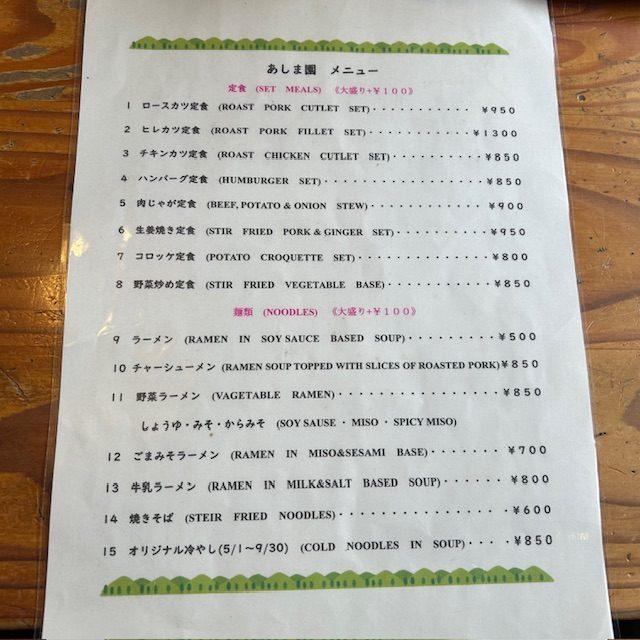 あしま園 メニュー
定食 (SET MEALS) 《大盛り+￥100》
1 ロースカツ定食 (ROAST PORK CUTLET SET)・・・・・・・・・・・ ￥950
2 ヒレカツ定食 (ROAST PORK FILLET SET)・・・・・・・・・・・￥1300
3 チキンカツ定食 (ROAST CHICKEN CUTLET SET)・・・・・・・・・・￥850
4 ハンバーグ定食 (HUMBURGER SET)・・・・・・・・・・・・・・・・・￥850
5 肉じゃが定食 (BEEF, POTATO & ONION STEW)・・・・・・・・・・・・￥900
6 生姜焼き定食 (STIR FRIED PORK & GINGER SET)・・・・・・・・・・￥950
7 コロッケ定食 (POTATO CROQUETTE SET)・・・・・・・・・・・・・￥800
8 野菜炒め定食 (STIR FRIED VEGETABLE BASE)・・・・・・・・・・・￥850
麺類 (NOODLES) 《大盛り+￥100》
9 ラーメン (RAMEN IN SOY SAUCE BASED SOUP)・・・・・・・・・￥500
10 チャーシューメン (RAMEN SOUP TOPPED WITH SLICES OF ROASTED PORK)￥850
11 野菜ラーメン (VAGETABLE RAMEN)・・・・・・・・・・・・・・・・￥850
しょうゆ・みそ・からみそ (SOY SAUSE ・ MISO ・ SPICY MISO)
12 ごまみそラーメン (RAMEN IN MISO&SESAMI BASE)・・・・・・・・￥700
13 牛乳ラーメン (RAMEN IN MILK&SALT BASED SOUP)・・・・・・・￥800
14 焼きそば (STEIR FRIED NOODLES)・・・・・・・・・・・・・・・・￥600
15 オリジナル冷やし(5/1〜9/30) (COLD NOODLES IN SOUP)・・・・・￥850